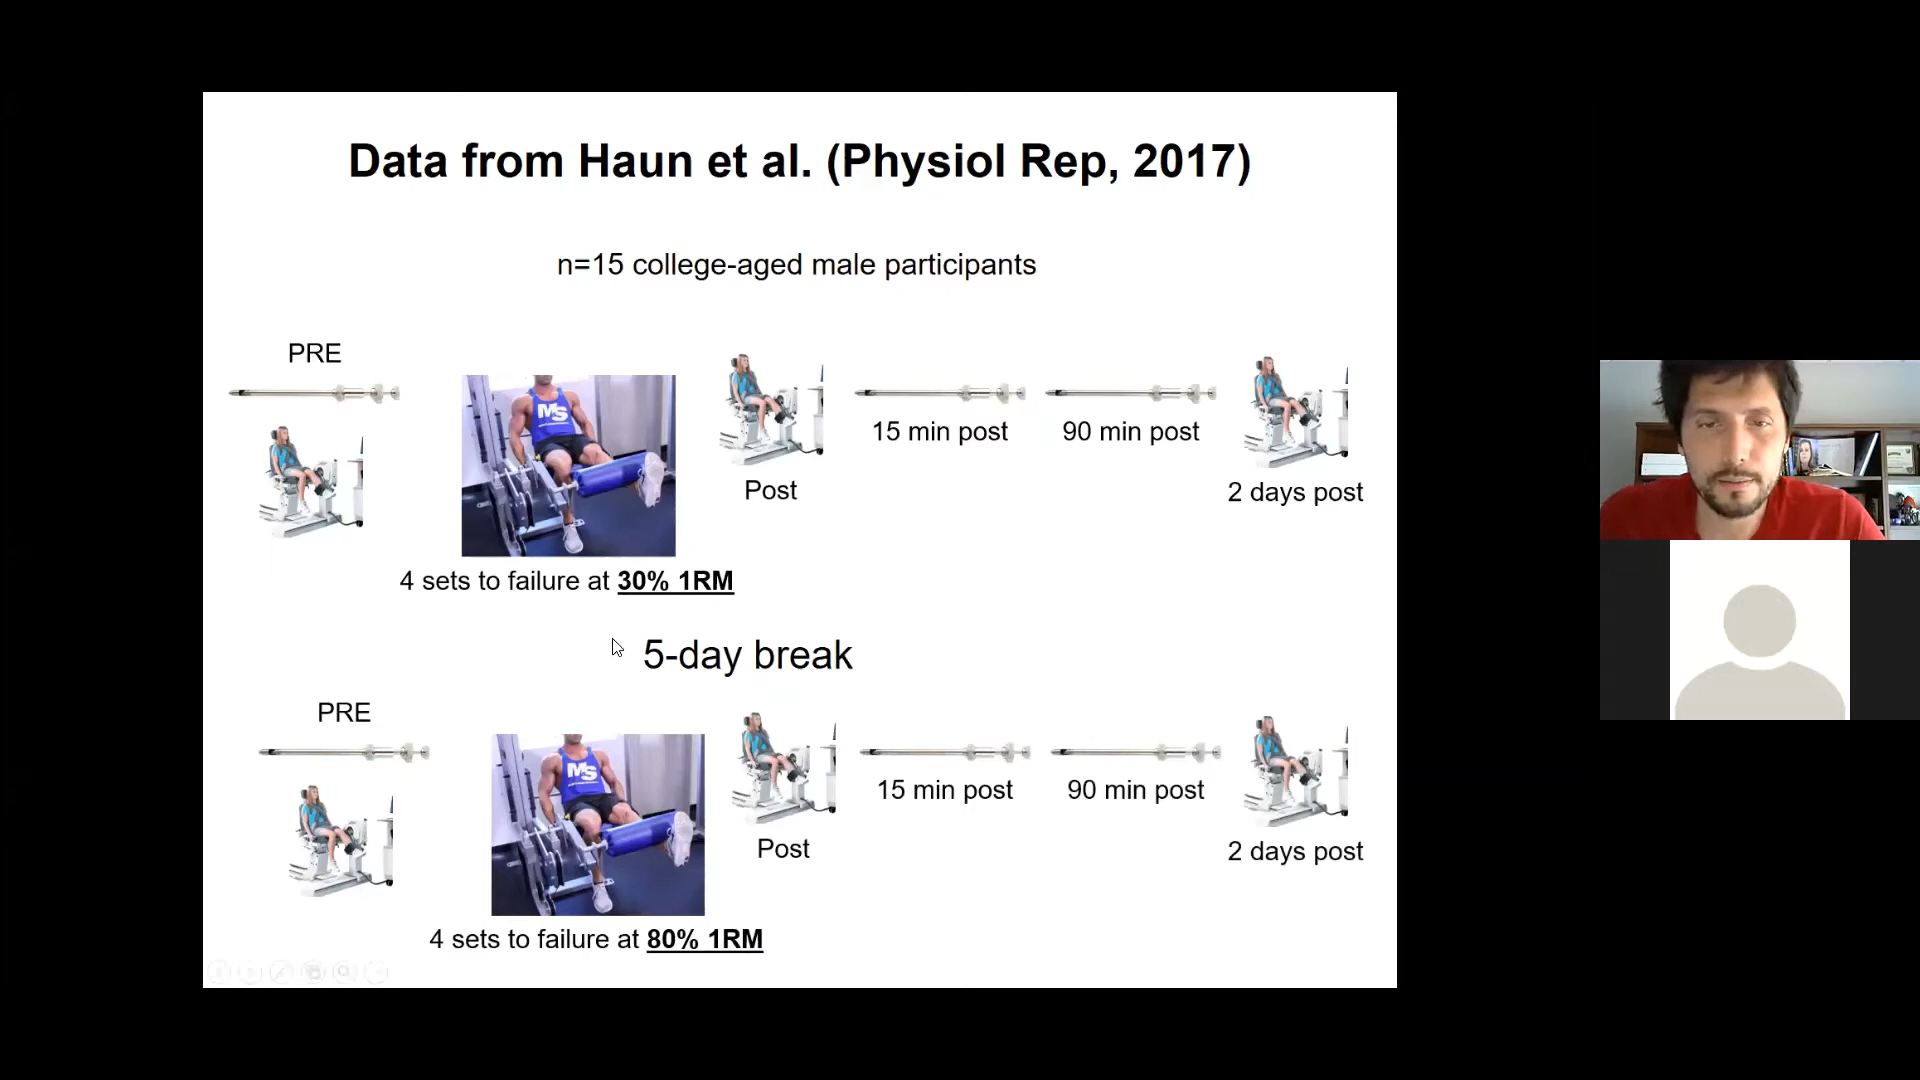 Data from Haun et al. (Physiol Rep, 2017)
n=15 college-aged male participants
PRE
MS
15 min post
90 min post
Post
2 days post
4 sets to failure at 30% 1RM
5-day break
PRE
MS
15 min post
90 min post
Post
2 days post
4 sets to failure at 80% 1RM